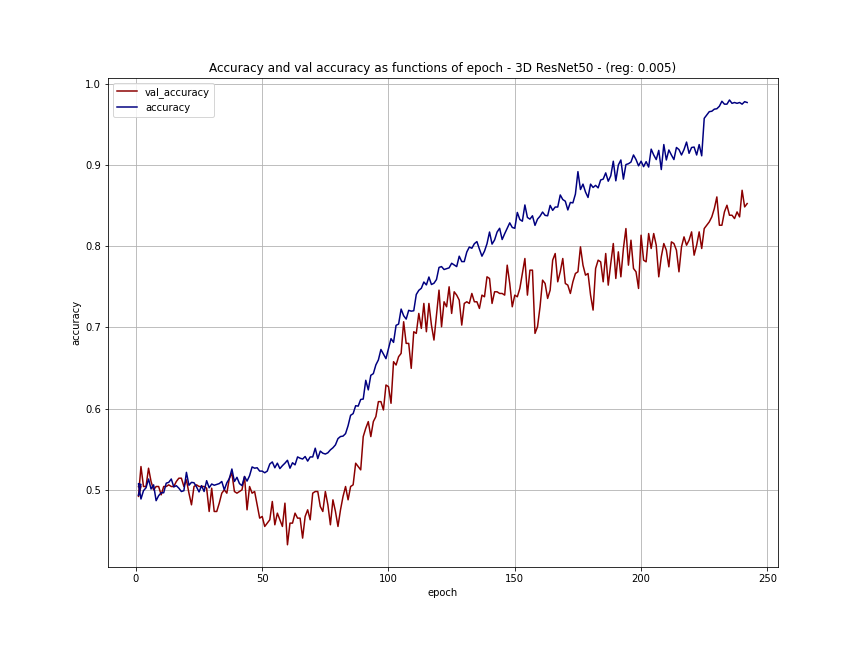 Accuracy and val accuracy as functions of epoch - 3D ResNet50 - (reg: 0.005)
val_accuracy
accuracy
1.0
0.9
0.8
0.7
0.6
0.5
accuracy
0
50
100
150
200
250
epoch